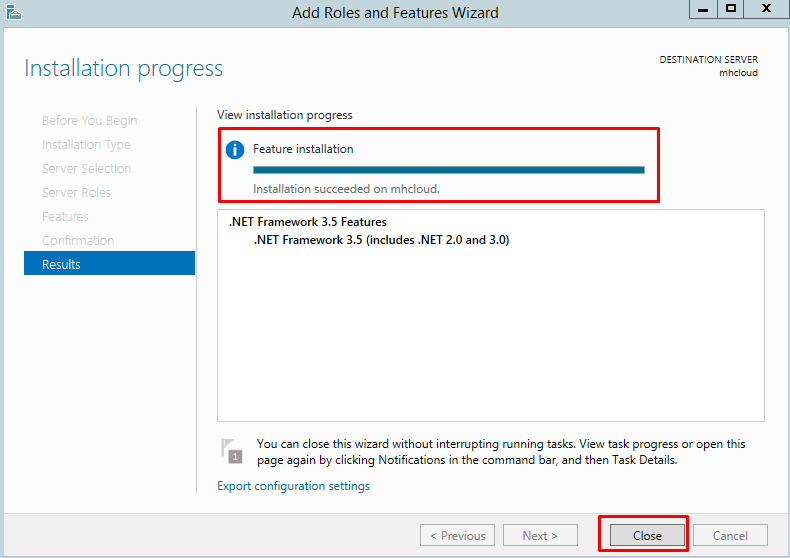 Add Roles and Features Wizard
Installation progress
DESTINATION SERVER
mhcloud
Before You Begin
Installation Type
Server Selection
Server Roles
Features
Confirmation
Results
View installation progress
Feature installation
Installation succeeded on mhcloud.
.NET Framework 3.5 Features
.NET Framework 3.5 (includes .NET 2.0 and 3.0)
1
You can close this wizard without interrupting running tasks. View task progress or open this
page again by clicking Notifications in the command bar, and then Task Details.
Export configuration settings
< Previous
Next >
Close
Cancel